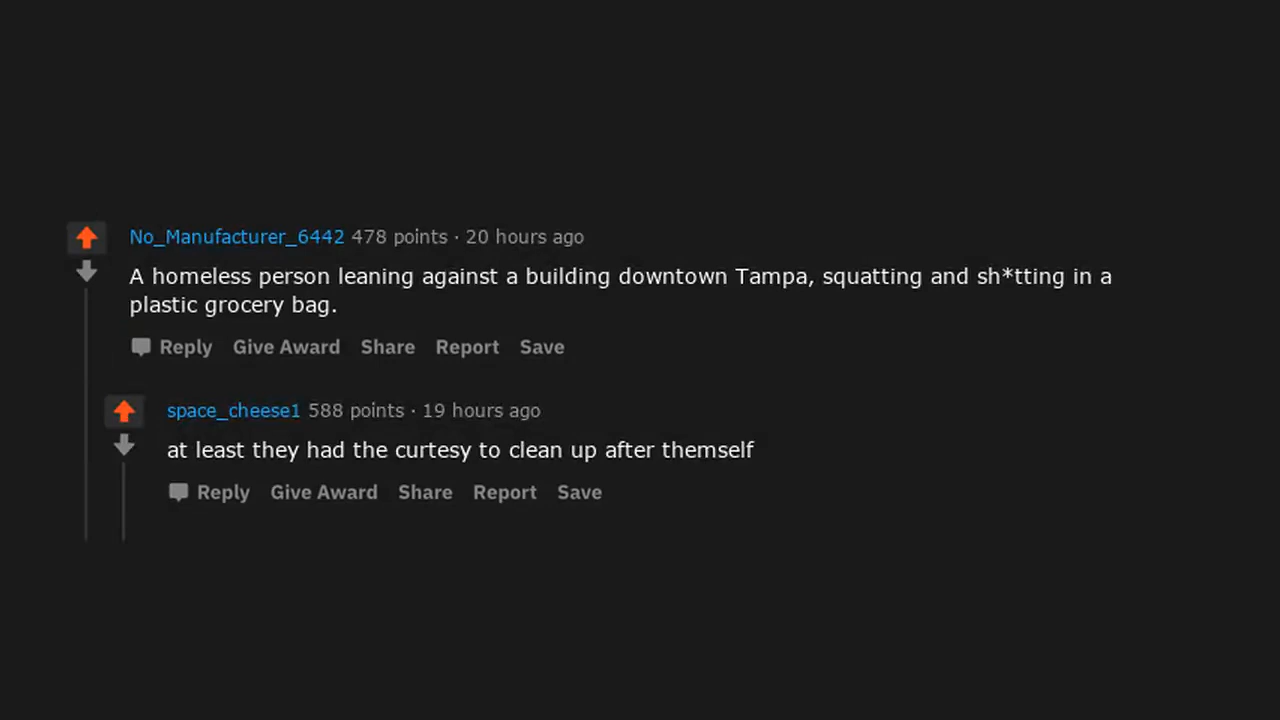 No_Manufacturer_6442 478 points · 20 hours ago
A homeless person leaning against a building downtown Tampa, squatting and sh*tting in a
plastic grocery bag.
Reply Give Award Share Report Save
space_cheese1 588 points · 19 hours ago
at least they had the curtesy to clean up after themself
Reply Give Award Share Report Save